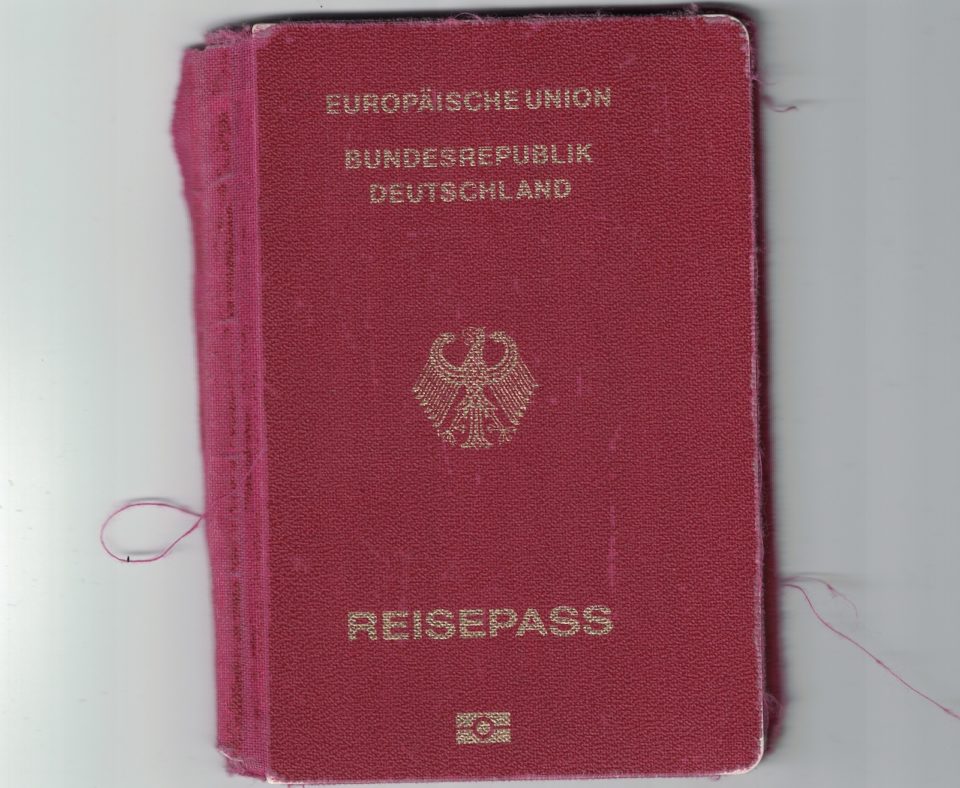 EUROPÄISCHE UNION
BUNDESREPUBLIK
DEUTSCHLAND
REISEPASS